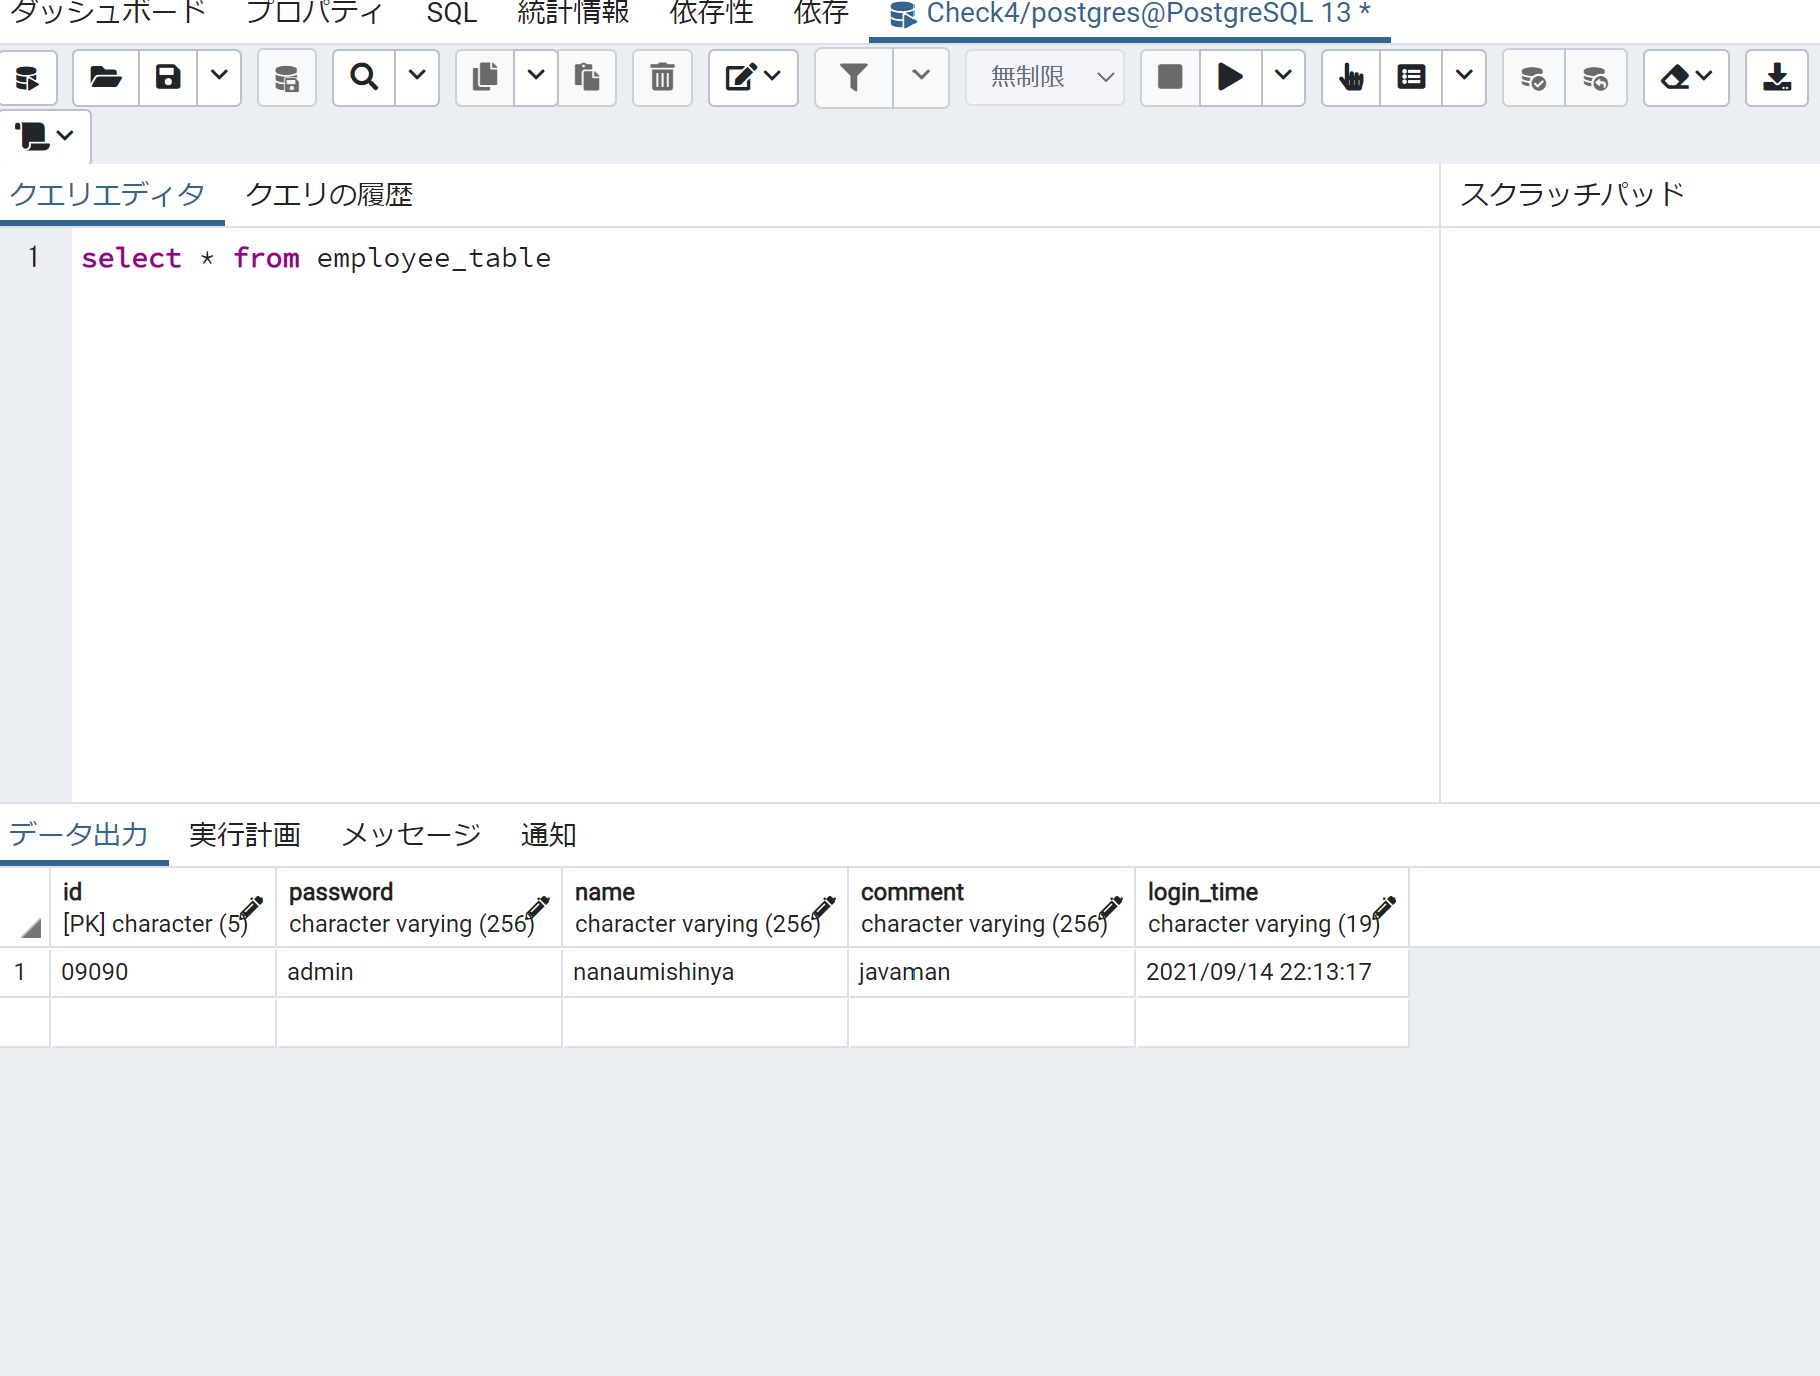 ダッシュボード プロパティ SQL 統計情報 依存性 依存 Check4/postgres@PostgreSQL 13 *
無制限
クエリエディタ クエリの履歴 スクラッチパッド
1 select * from employee_table
データ出力 実行計画 メッセージ 通知
id password name comment login_time
[PK] character (5) character varying (256) character varying (256) character varying (256) character varying (19)
1 09090 admin nanaumishinya javaman 2021/09/14 22:13:17